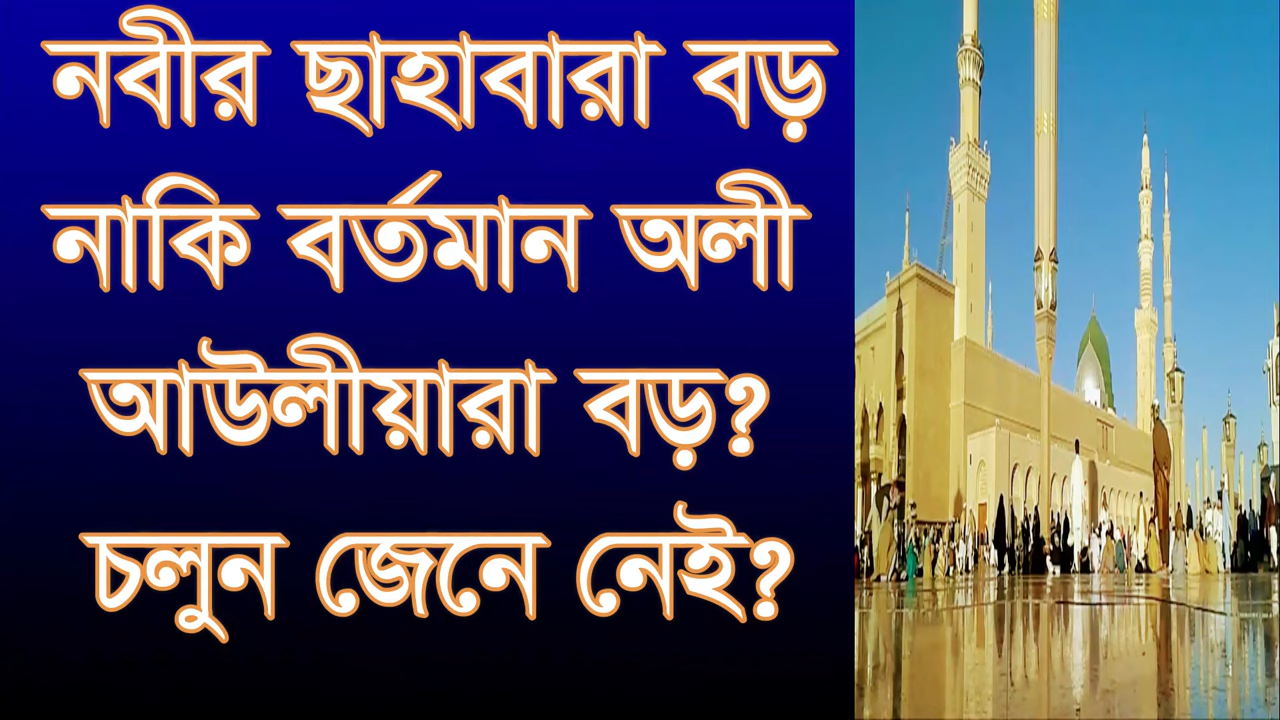 নবীর ছাহাবারা বড়
নাকি বর্তমান অলী
আউলীয়ারা বড়?
চলুন জেনে নেই?